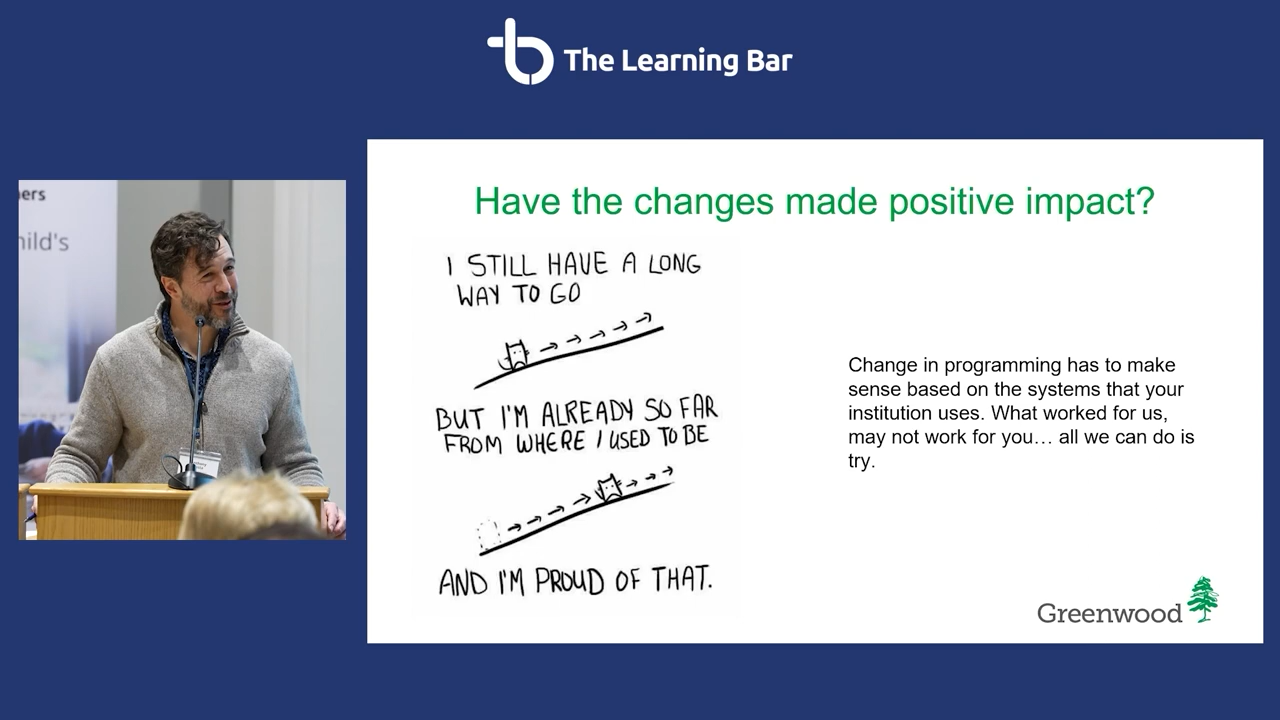 The Learning Bar
ners
hild's
Have the changes made positive impact?
I STILL HAVE A LONG
WAY TO GO
BUT I'M ALREADY SO FAR
FROM WHERE I USED TO BE
AND I'M PROUD OF THAT.
Change in programming has to make
sense based on the systems that your
institution uses. What worked for us,
may not work for you… all we can do is
try.
Greenwood